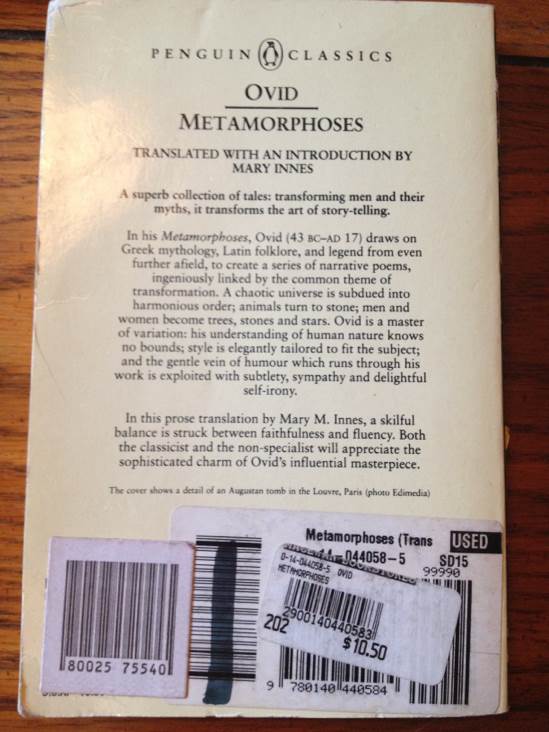 PENGUIN CLASSICS
OVID
METAMORPHOSES
TRANSLATED WITH AN INTRODUCTION BY
MARY INNES
A superb collection of tales: transforming men and their
myths, it transforms the art of story-telling.
In his Metamorphoses, Ovid (43 BC–AD 17) draws on
Greek mythology, Latin folklore, and legend from even
further afield, to create a series of narrative poems,
ingeniously linked by the common theme of
transformation. A chaotic universe is subdued into
harmonious order; animals turn to stone; men and
women become trees, stones and stars. Ovid is a master
of variation: his understanding of human nature knows
no bounds; style is elegantly tailored to fit the subject;
and the gentle vein of humour which runs through his
work is exploited with subtlety, sympathy and delightful
self-irony.
In this prose translation by Mary M. Innes, a skilful
balance is struck between faithfulness and fluency. Both
the classicist and the non-specialist will appreciate the
sophisticated charm of Ovid's influential masterpiece.
The cover shows a detail of an Augustan tomb in the Louvre, Paris (photo Edimedia)
Metamorphoses (Trans USED
044058-5 SD15
99990
0-14-044058-5 OVID
METAMORPHOSES
2900140440583
202 $10.50
80025 75540
9 780140 440584